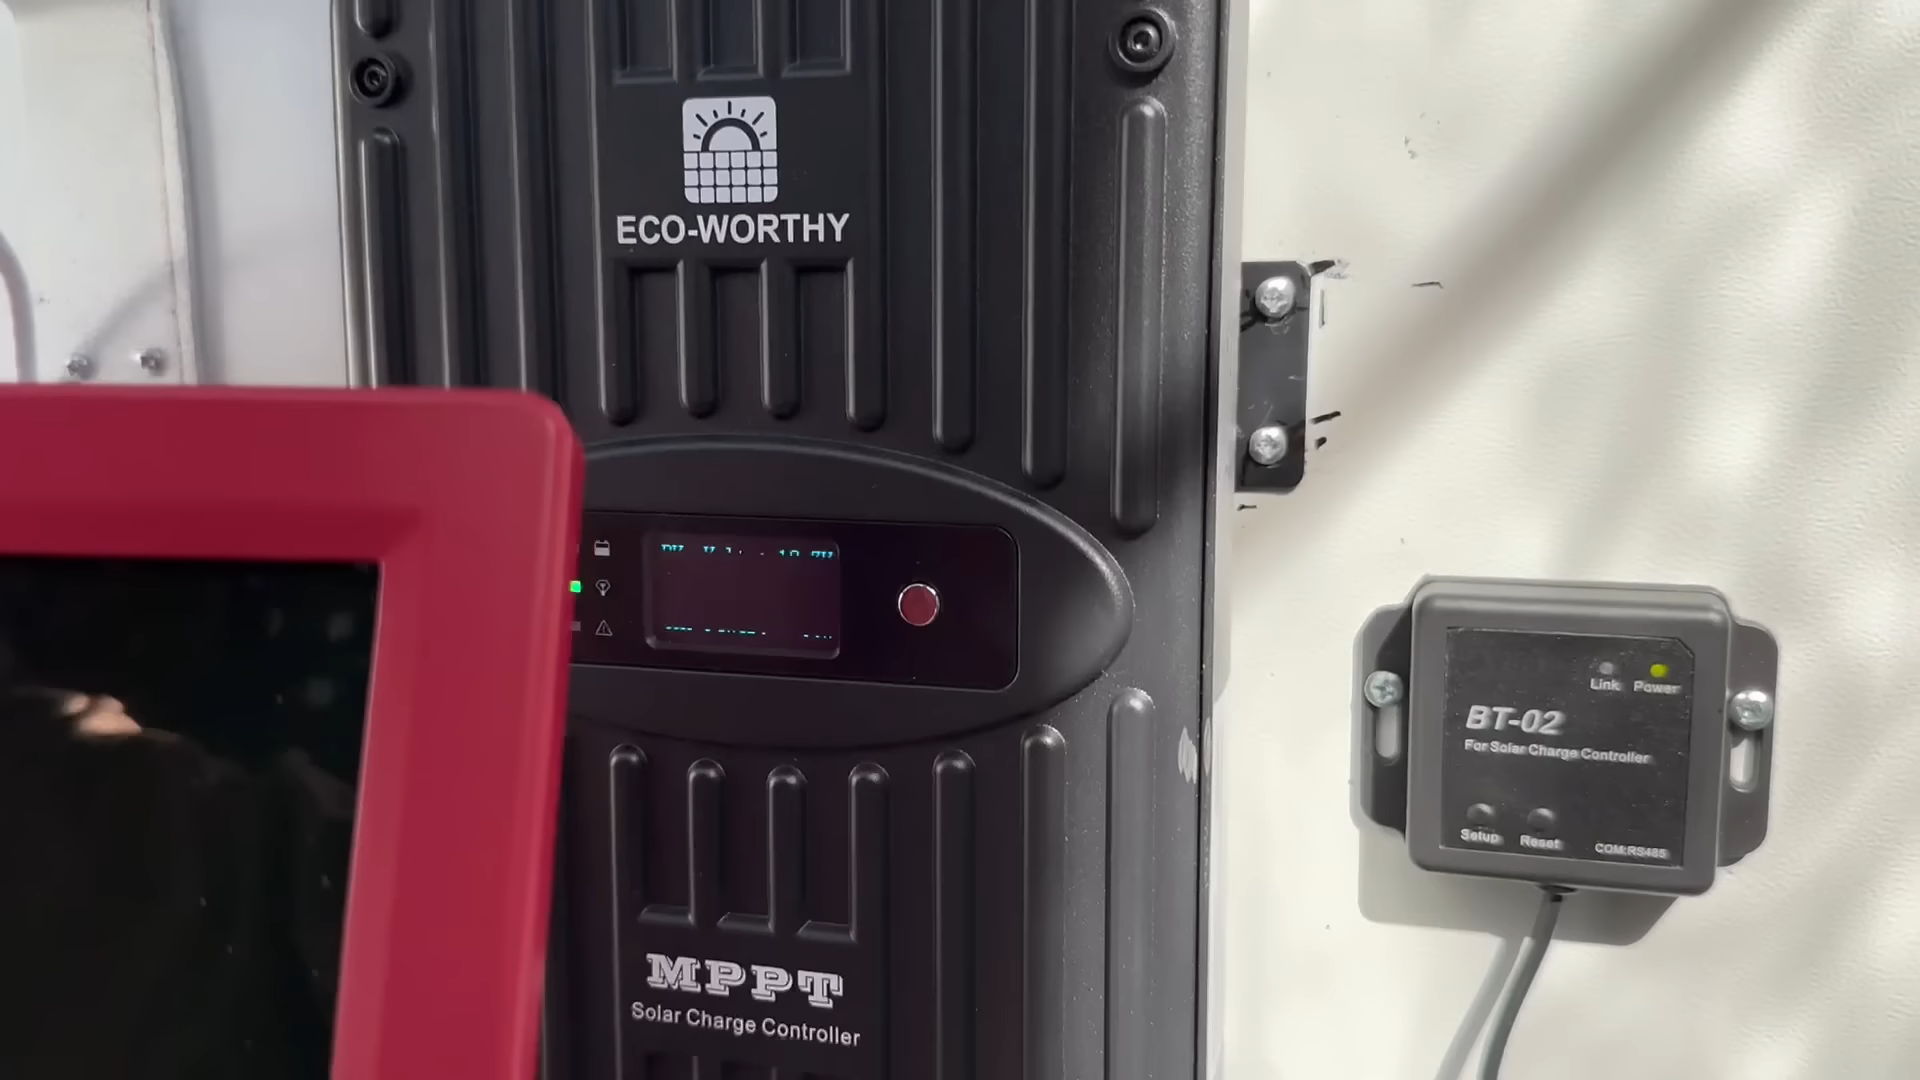 ECO-WORTHY
MPPT
Solar Charge Controller
Link Power
BT-02
For Solar Charge Controller
Setup Reset COM:RS485